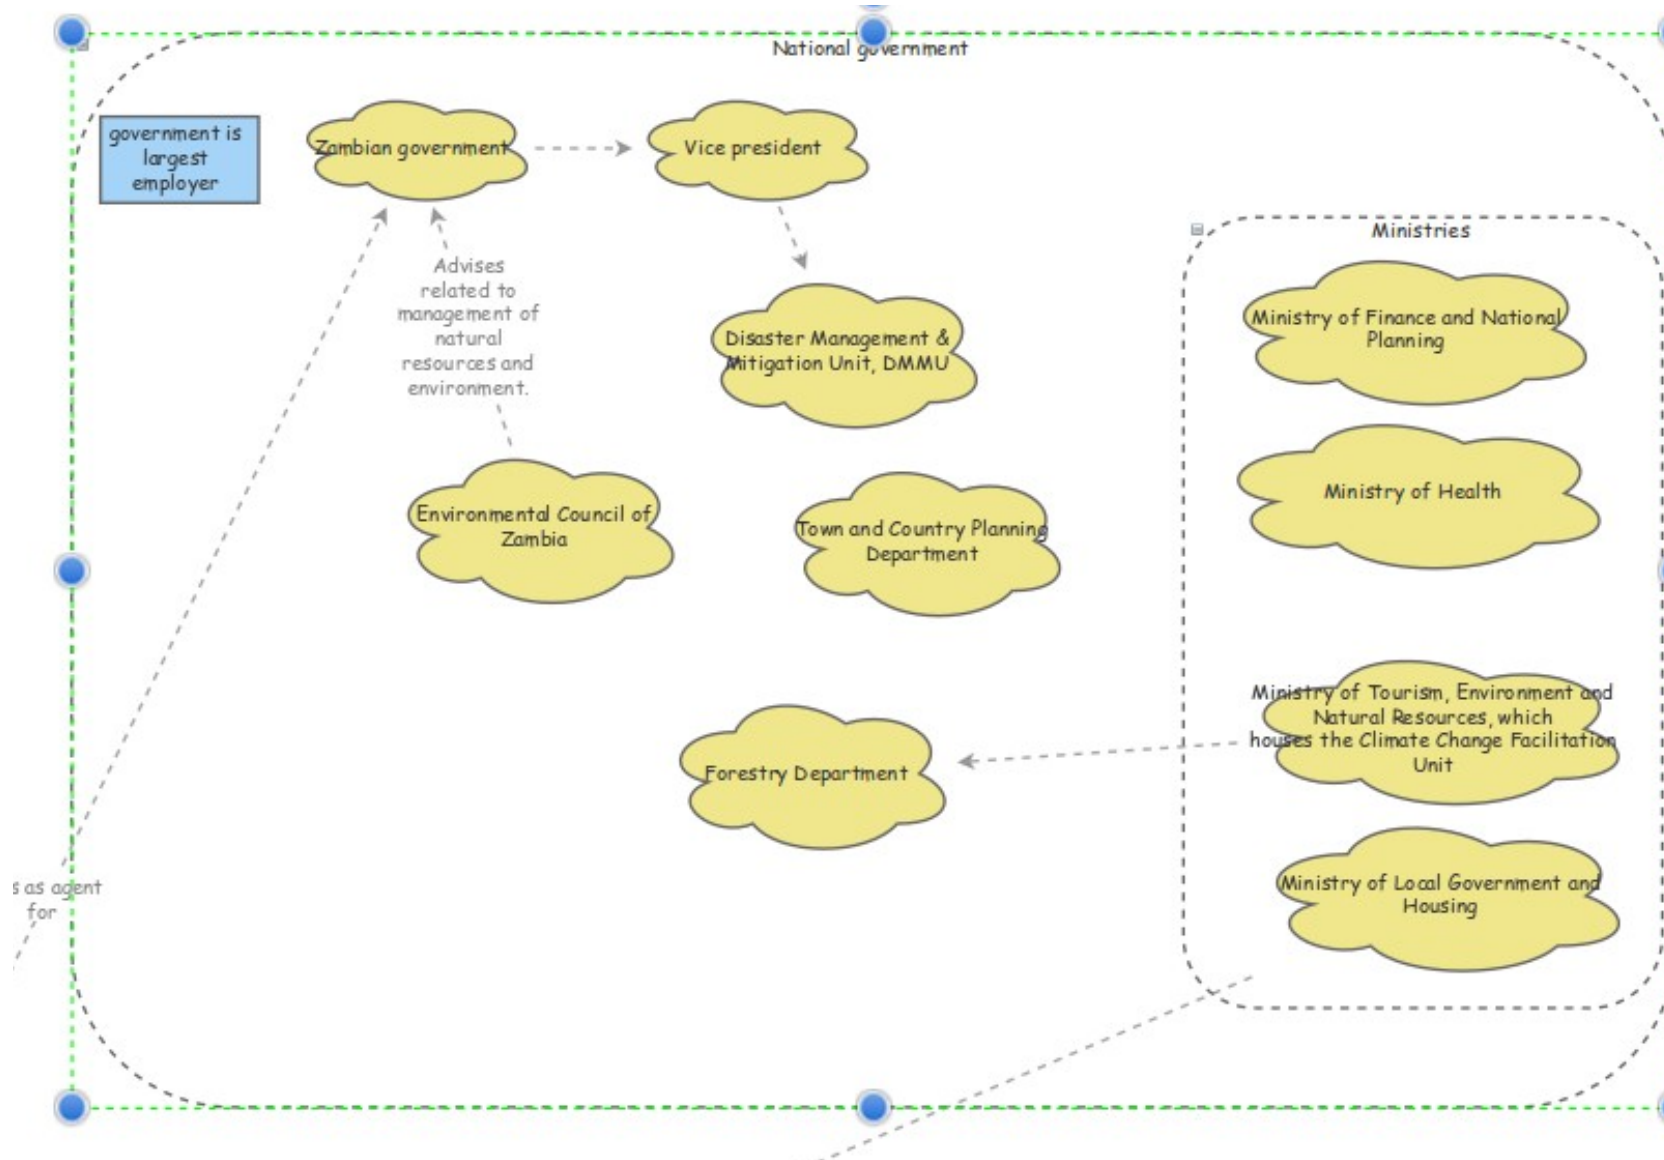 National government
government is
largest
employer
Zambian government
Vice president
Ministries
Advises
related to
management of
natural
resources and
environment.
Disaster Management &
Mitigation Unit, DMMU
Ministry of Finance and National
Planning
Environmental Council of
Zambia
Town and Country Planning
Department
Ministry of Health
Forestry Department
Ministry of Tourism, Environment and
Natural Resources, which
houses the Climate Change Facilitation
Unit
s as agent
for
Ministry of Local Government and
Housing